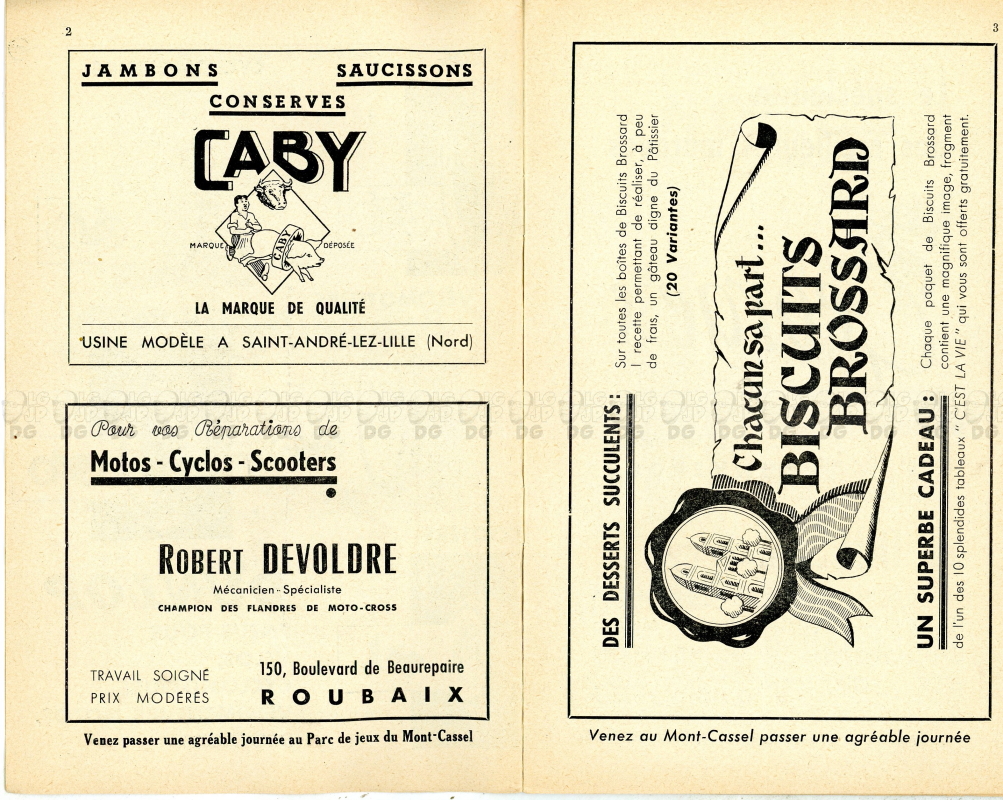 2
JAMBONS SAUCISSONS
CONSERVES
CABY
MARQUE DÉPOSÉE
CABY
LA MARQUE DE QUALITÉ
USINE MODÈLE A SAINT-ANDRÉ-LEZ-LILLE (Nord)
Pour vos Réparations de
Motos - Cyclos - Scooters
ROBERT DEVOLDRE
Mécanicien - Spécialiste
CHAMPION DES FLANDRES DE MOTO-CROSS
TRAVAIL SOIGNÉ
PRIX MODÉRÉS
150, Boulevard de Beaurepaire
ROUBAIX
Venez passer une agréable journée au Parc de jeux du Mont-Cassel
3
DES DESSERTS SUCCULENTS :
Sur toutes les boîtes de Biscuits Brossard
1 recette permettant de réaliser, à peu
de frais, un gâteau digne du Pâtissier
(20 Variantes)
Chacun sa part...
BISCUITS
BROSSARD
UN SUPERBE CADEAU :
Chaque paquet de Biscuits Brossard
contient une magnifique image, fragment
de l'un des 10 splendides tableaux " C'EST LA VIE " qui vous sont offerts gratuitement.
Venez au Mont-Cassel passer une agréable journée